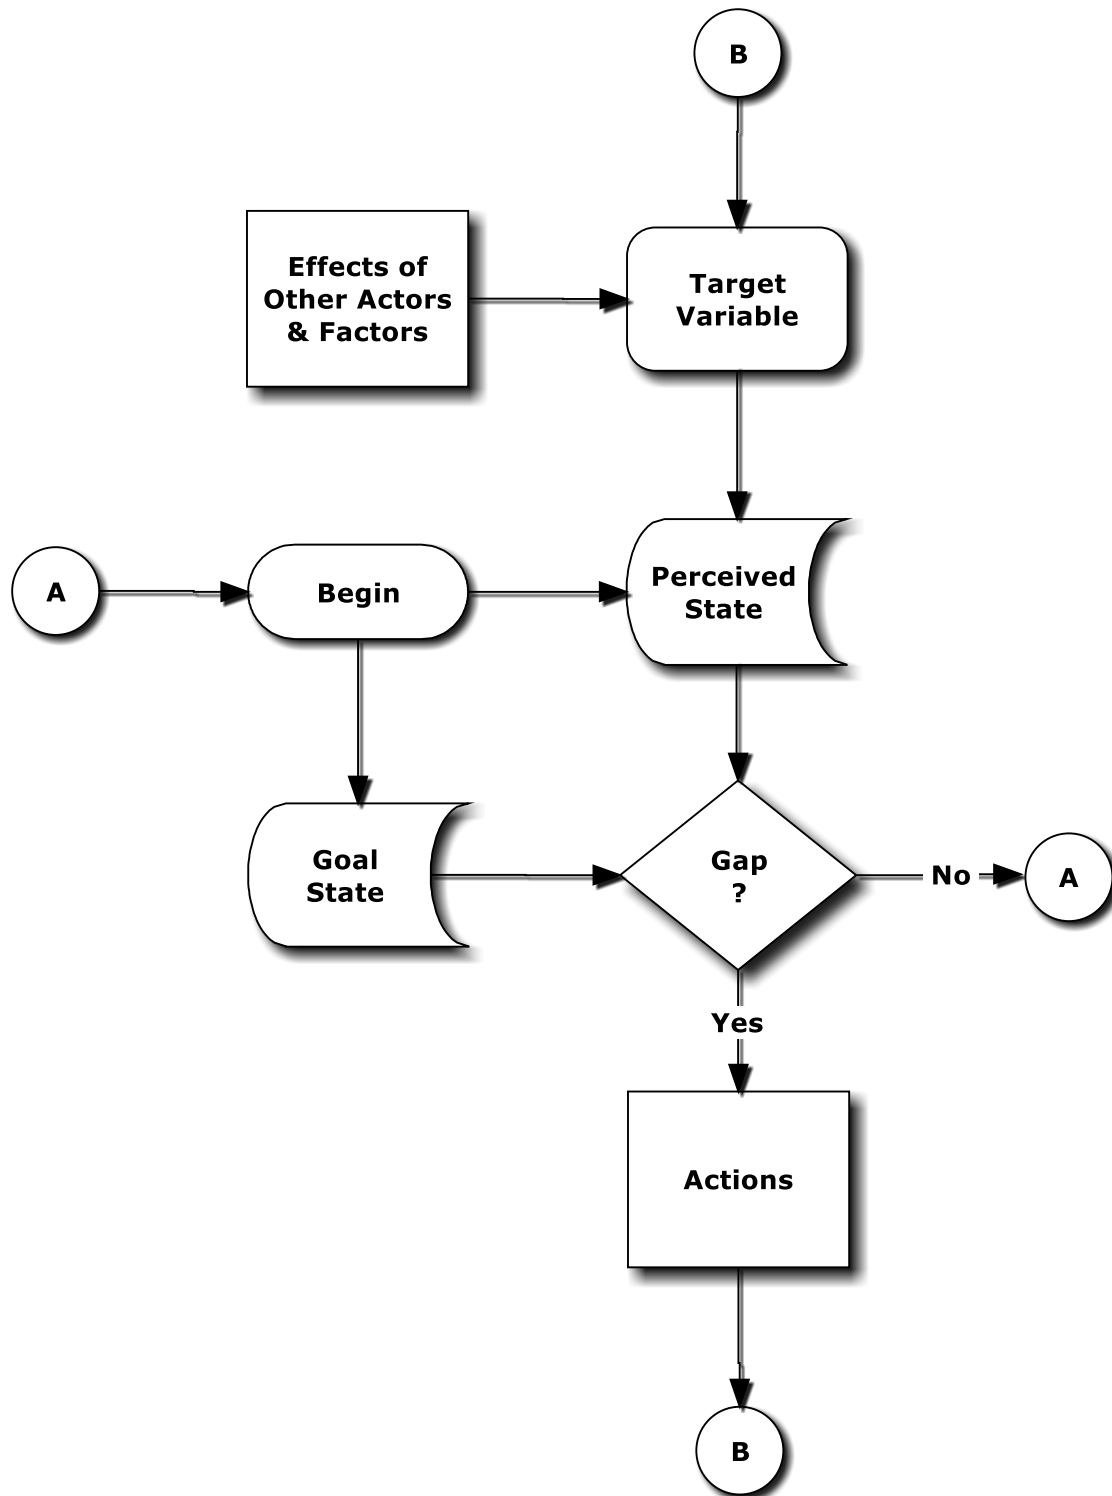 B
Effects of
Other Actors
& Factors
Target
Variable
A
Begin
Perceived
State
Goal
State
Gap
?
No
A
Yes
Actions
B